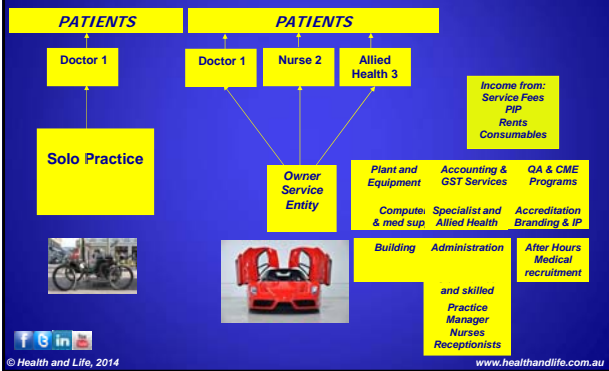 PATIENTS
PATIENTS
Doctor 1
Doctor 1
Nurse 2
Allied
Health 3
Income from:
Service Fees
PIP
Rents
Consumables
Solo Practice
Owner
Service
Entity
Plant and
Equipment
Accounting &
GST Services
QA & CME
Programs
Computer
& med sup
Specialist and
Allied Health
Accreditation
Branding & IP
Building
Administration
After Hours
Medical
recruitment
and skilled
Practice
Manager
Nurses
Receptionists
© Health and Life, 2014
www.healthandlife.com.au